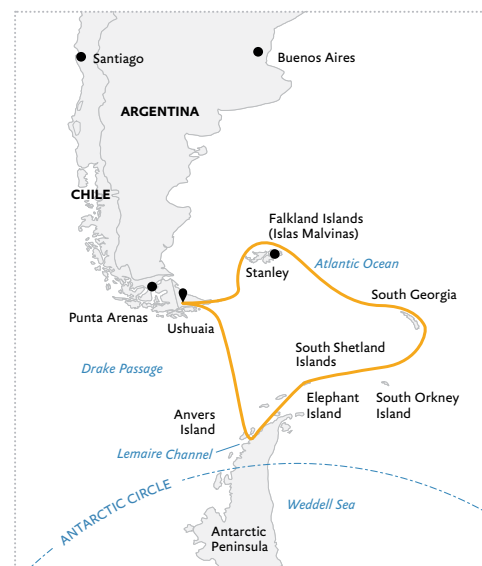 Santiago
Buenos Aires
ARGENTINA
CHILE
Falkland Islands
(Islas Malvinas)
Atlantic Ocean
Stanley
South Georgia
Punta Arenas
Ushuaia
South Shetland
Islands
Drake Passage
Elephant
Island
South Orkney
Island
Anvers
Island
Lemaire Channel
ANTARCTIC CIRCLE
Weddell Sea
Antarctic
Peninsula